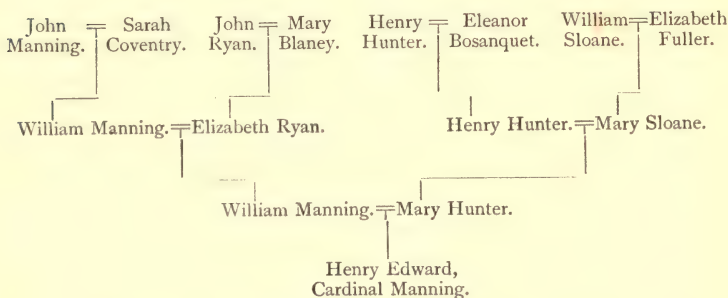 John = Sarah John = Mary Henry = Eleanor William = Elizabeth
Manning. Coventry. Ryan. Blaney. Hunter. Bosanquet. Sloane. Fuller.
William Manning. = Elizabeth Ryan. Henry Hunter. = Mary Sloane.
William Manning. = Mary Hunter.
Henry Edward,
Cardinal Manning.